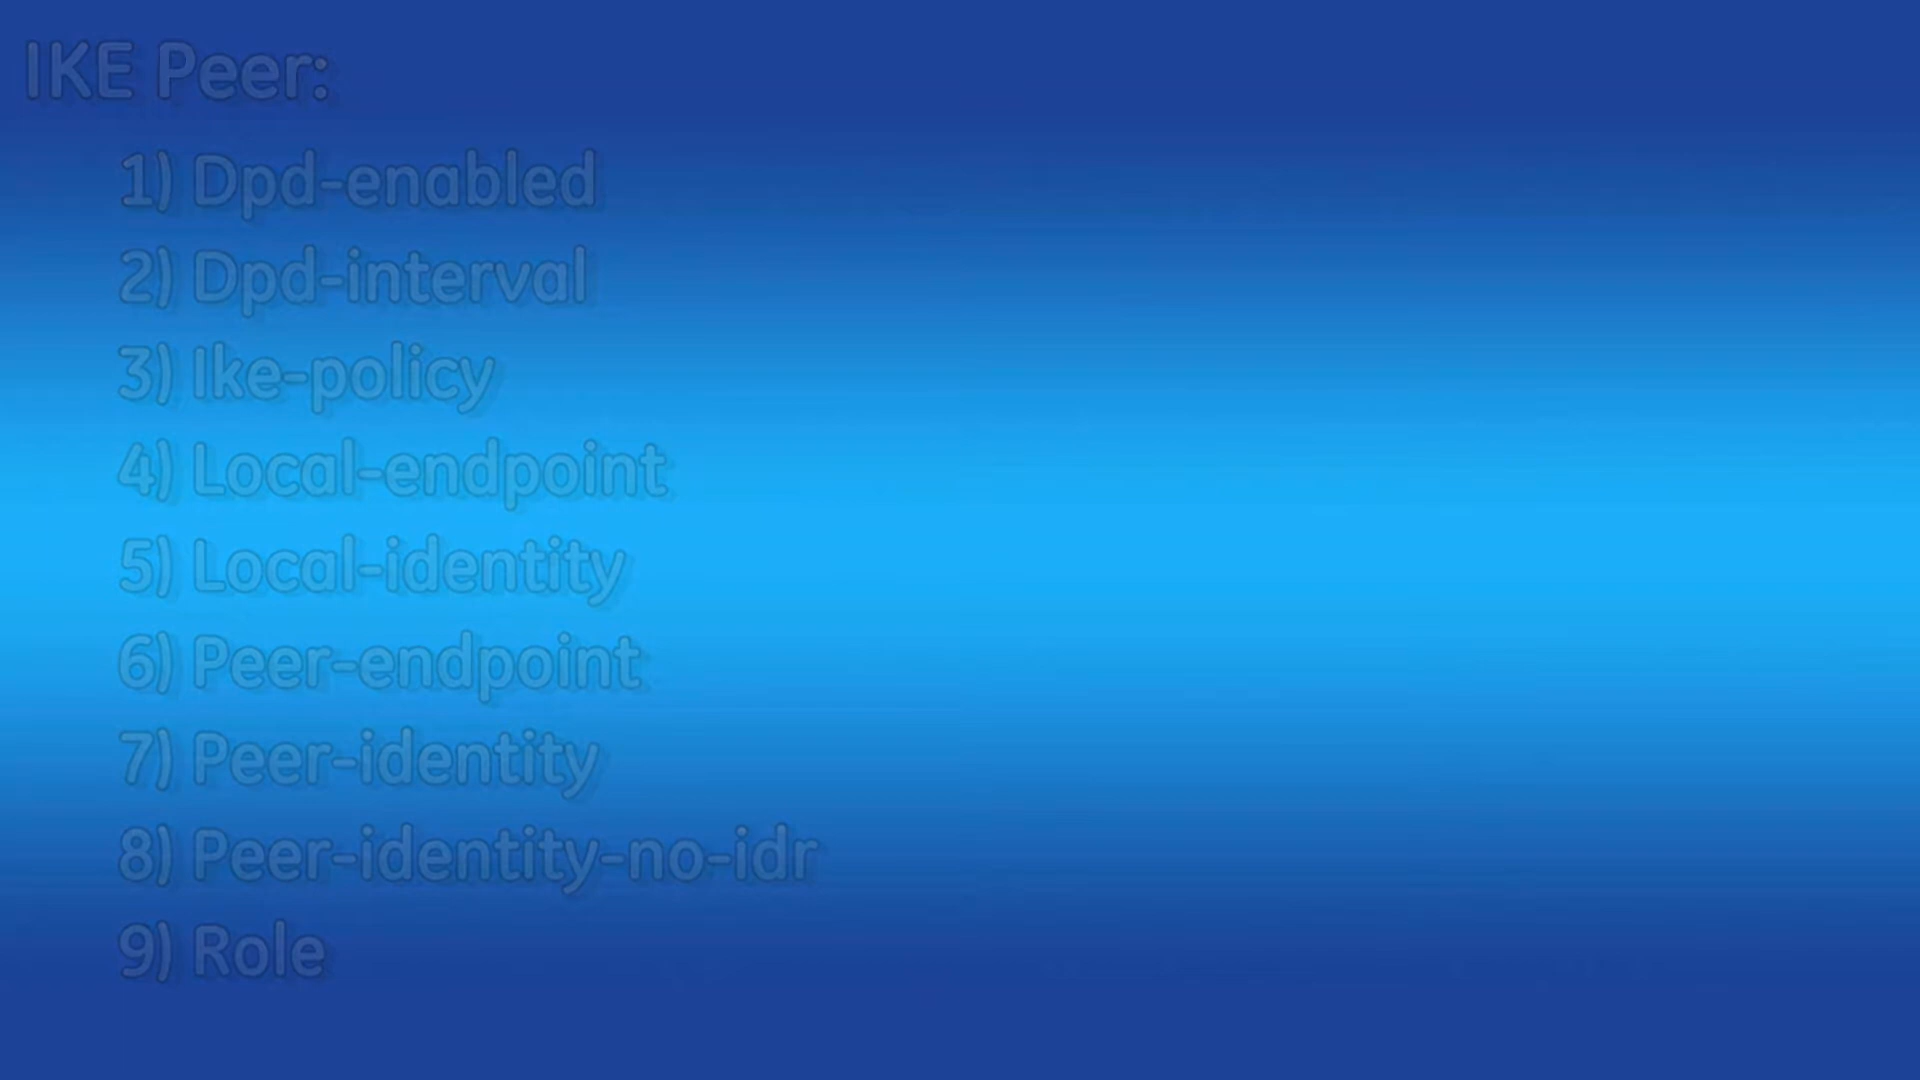 IKE Peer:
1) Dpd-enabled
2) Dpd-interval
3) Ike-policy
4) Local-endpoint
5) Local-identity
6) Peer-endpoint
7) Peer-identity
8) Peer-identity-no-idr
9) Role